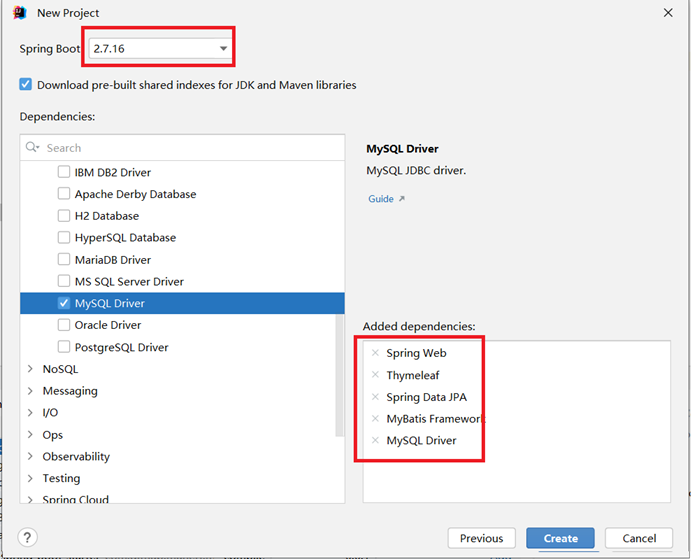 New Project
Spring Boot: 2.7.16
Download pre-built shared indexes for JDK and Maven libraries
Dependencies:
Search
IBM DB2 Driver
Apache Derby Database
H2 Database
HyperSQL Database
MariaDB Driver
MS SQL Server Driver
MySQL Driver
Oracle Driver
PostgreSQL Driver
NoSQL
Messaging
I/O
Ops
Observability
Testing
Spring Cloud
MySQL Driver
MySQL JDBC driver.
Guide
Added dependencies:
Spring Web
Thymeleaf
Spring Data JPA
MyBatis Framework
MySQL Driver
?
Previous
Create
Cancel